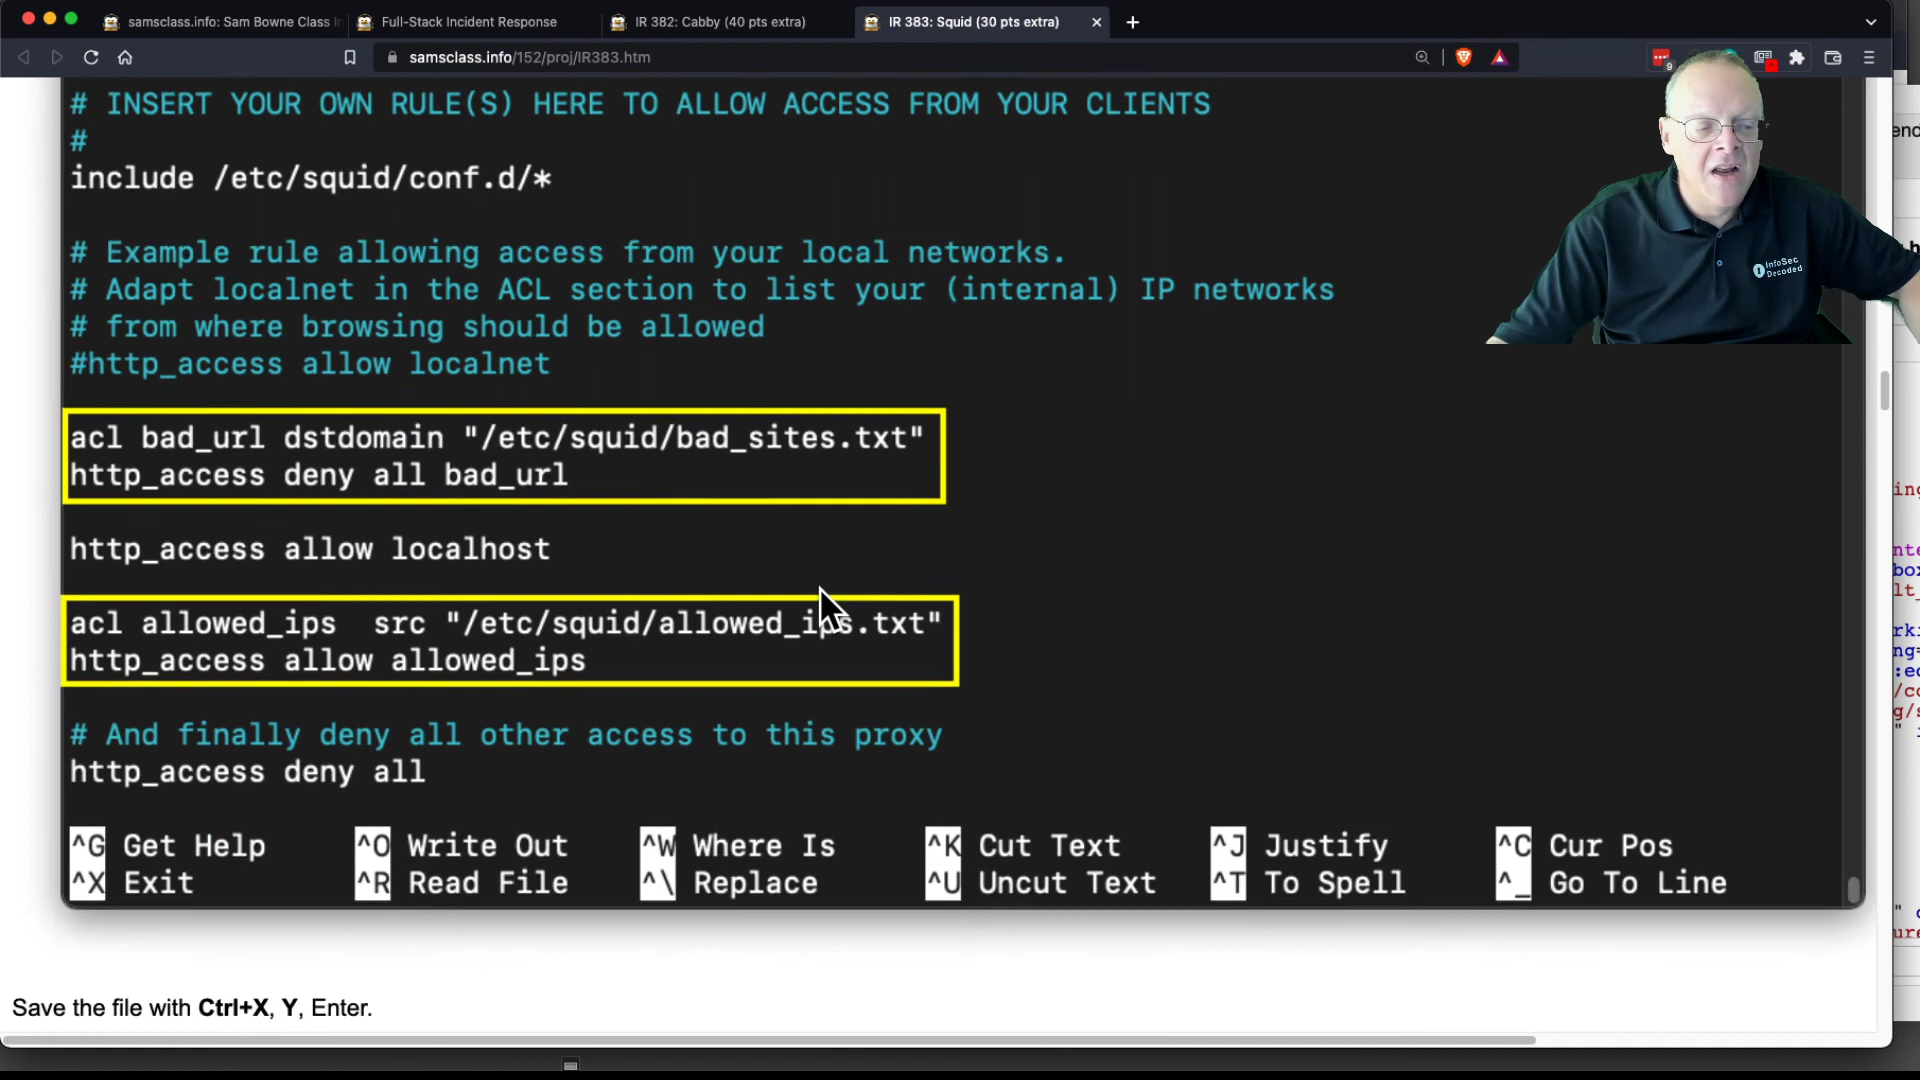 samsclass.info: Sam Bowne Class I
Full-Stack Incident Response
IR 382: Cabby (40 pts extra)
IR 383: Squid (30 pts extra)
samsclass.info/152/proj/IR383.htm
9
# INSERT YOUR OWN RULE(S) HERE TO ALLOW ACCESS FROM YOUR CLIENTS
#
include /etc/squid/conf.d/*
# Example rule allowing access from your local networks.
# Adapt localnet in the ACL section to list your (internal) IP networks
# from where browsing should be allowed
#http_access allow localnet
acl bad_url dstdomain "/etc/squid/bad_sites.txt"
http_access deny all bad_url
http_access allow localhost
acl allowed_ips  src "/etc/squid/allowed_ips.txt"
http_access allow allowed_ips
# And finally deny all other access to this proxy
http_access deny all
^G Get Help ^O Write Out ^W Where Is ^K Cut Text ^J Justify ^C Cur Pos
^X Exit ^R Read File ^\ Replace ^U Uncut Text ^T To Spell ^_ Go To Line
Save the file with Ctrl+X, Y, Enter.
InfoSec
Decoded